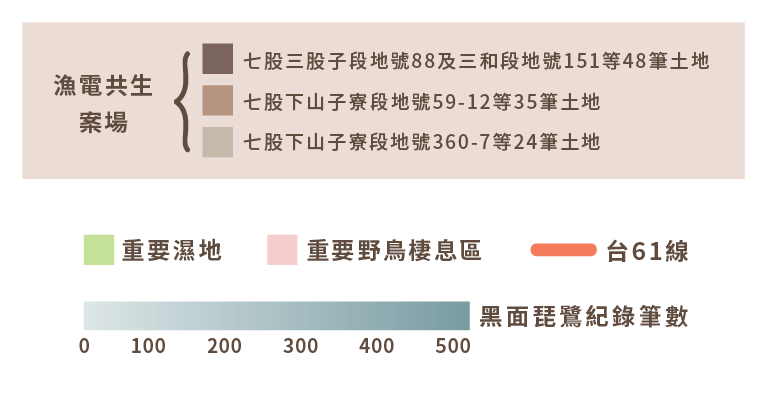 漁電共生
案場
七股三股子段地號88及三和段地號151等48筆土地
七股下山子寮段地號59-12等35筆土地
七股下山子寮段地號360-7等24筆土地
重要濕地
重要野鳥棲息區
台61線
黑面琵鷺紀錄筆數
0 100 200 300 400 500